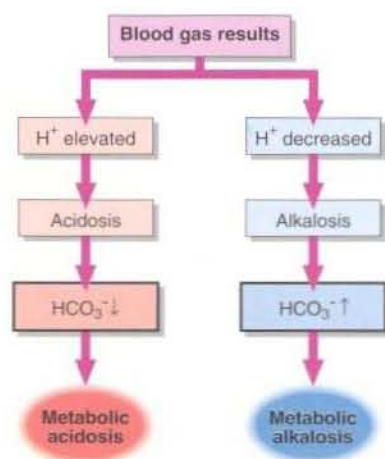 Blood gas results
H⁺ elevated
H⁺ decreased
Acidosis
Alkalosis
HCO₃⁻↓
HCO₃⁻↑
Metabolic
acidosis
Metabolic
alkalosis